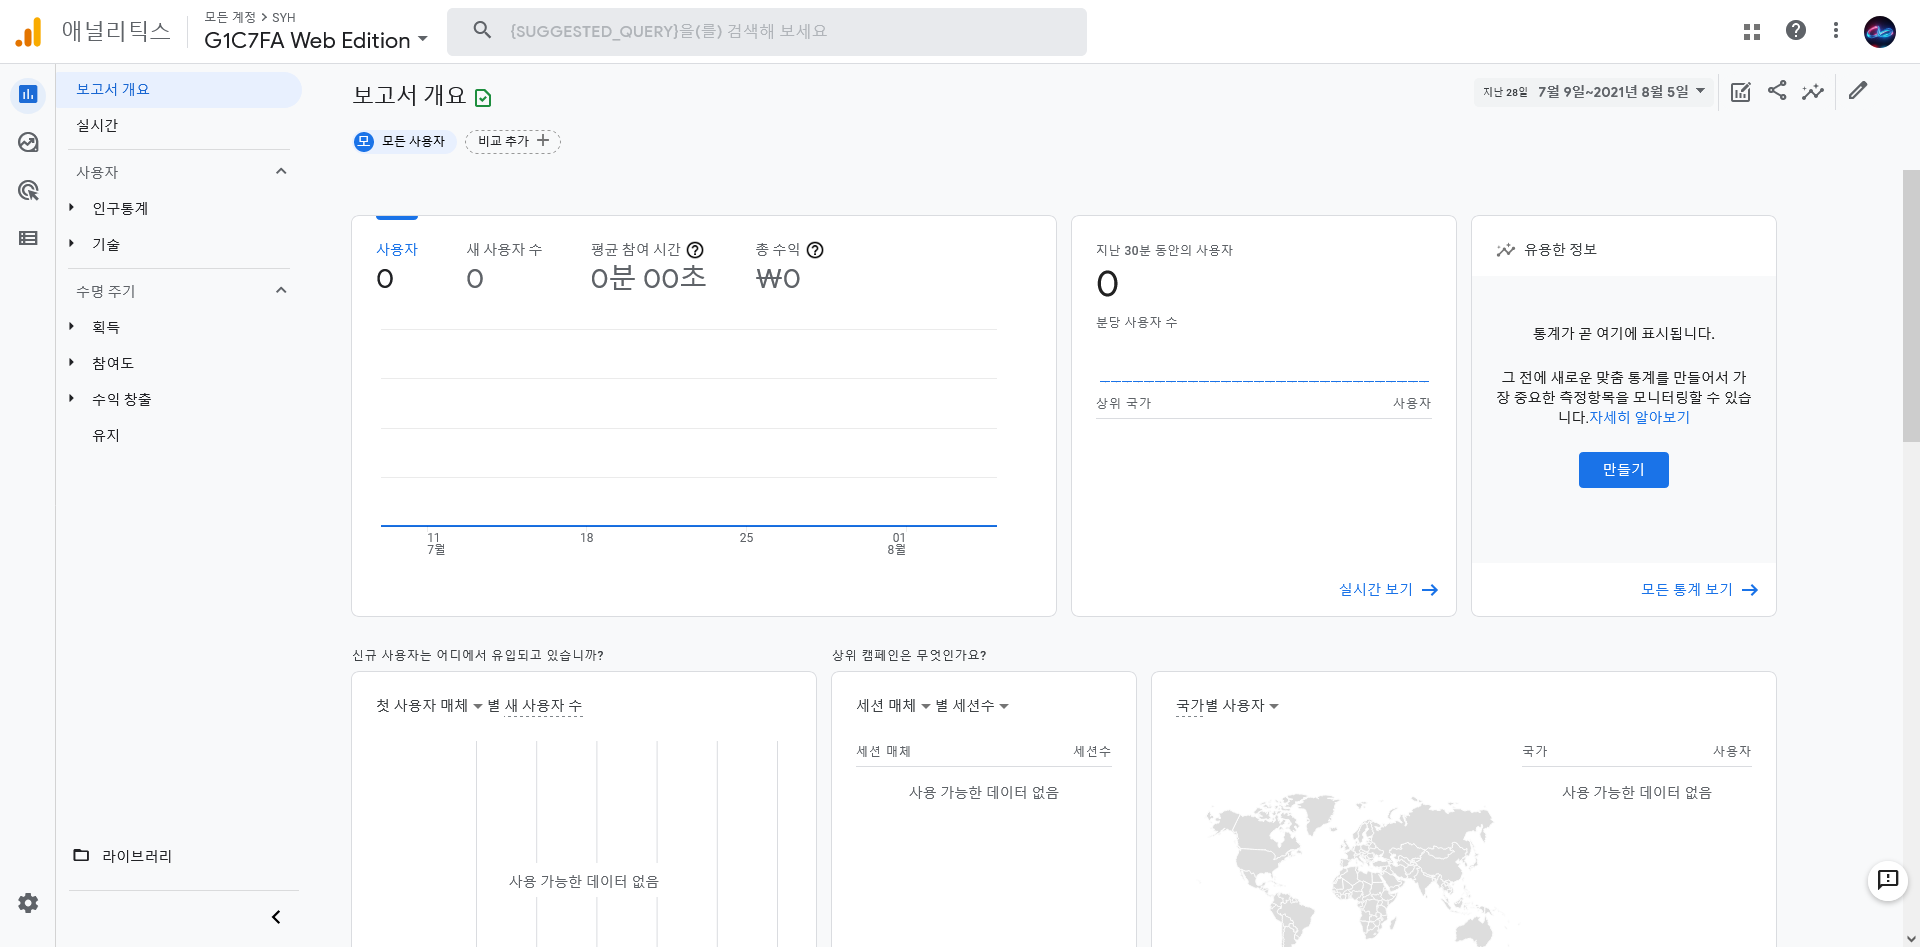 애널리틱스
모든 계정 > SYH
G1C7FA Web Edition
{SUGGESTED_QUERY}을(를) 검색해 보세요
보고서 개요
실시간
사용자
인구통계
기술
수명 주기
획득
참여도
수익 창출
유지
라이브러리
보고서 개요
지난 28일 7월 9일~2021년 8월 5일
모 모든 사용자
비교 추가 +
사용자
0
새 사용자 수
0
평균 참여 시간
0분 00초
총 수익
₩0
11
7월
18
25
01
8월
지난 30분 동안의 사용자
0
분당 사용자 수
상위 국가 사용자
실시간 보기
유용한 정보
통계가 곧 여기에 표시됩니다.
그 전에 새로운 맞춤 통계를 만들어서 가
장 중요한 측정항목을 모니터링할 수 있습
니다.자세히 알아보기
만들기
모든 통계 보기
신규 사용자는 어디에서 유입되고 있습니까?
첫 사용자 매체 별 새 사용자 수
사용 가능한 데이터 없음
상위 캠페인은 무엇인가요?
세션 매체 별 세션수
세션 매체 세션수
사용 가능한 데이터 없음
국가별 사용자
국가 사용자
사용 가능한 데이터 없음